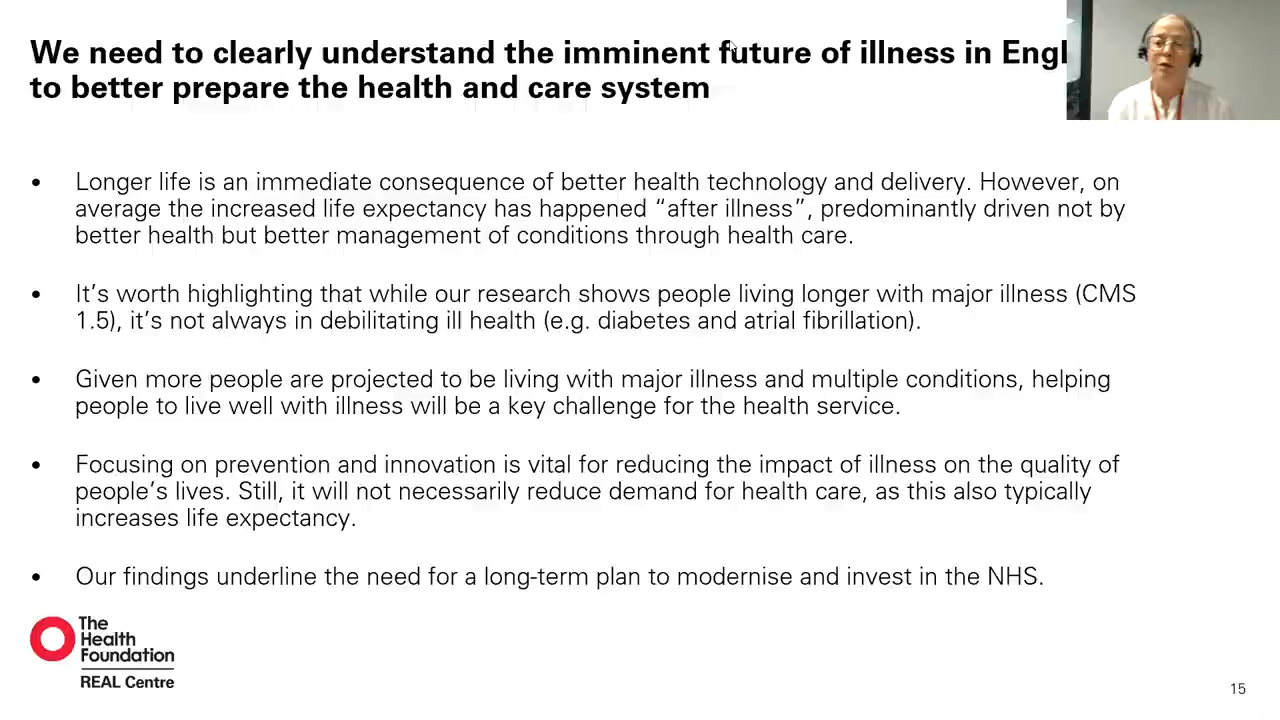 We need to clearly understand the imminent future of illness in Engl
to better prepare the health and care system
• Longer life is an immediate consequence of better health technology and delivery. However, on
average the increased life expectancy has happened “after illness”, predominantly driven not by
better health but better management of conditions through health care.
• It’s worth highlighting that while our research shows people living longer with major illness (CMS
1.5), it’s not always in debilitating ill health (e.g. diabetes and atrial fibrillation).
• Given more people are projected to be living with major illness and multiple conditions, helping
people to live well with illness will be a key challenge for the health service.
• Focusing on prevention and innovation is vital for reducing the impact of illness on the quality of
people’s lives. Still, it will not necessarily reduce demand for health care, as this also typically
increases life expectancy.
• Our findings underline the need for a long-term plan to modernise and invest in the NHS.
The
Health
Foundation
REAL Centre
15